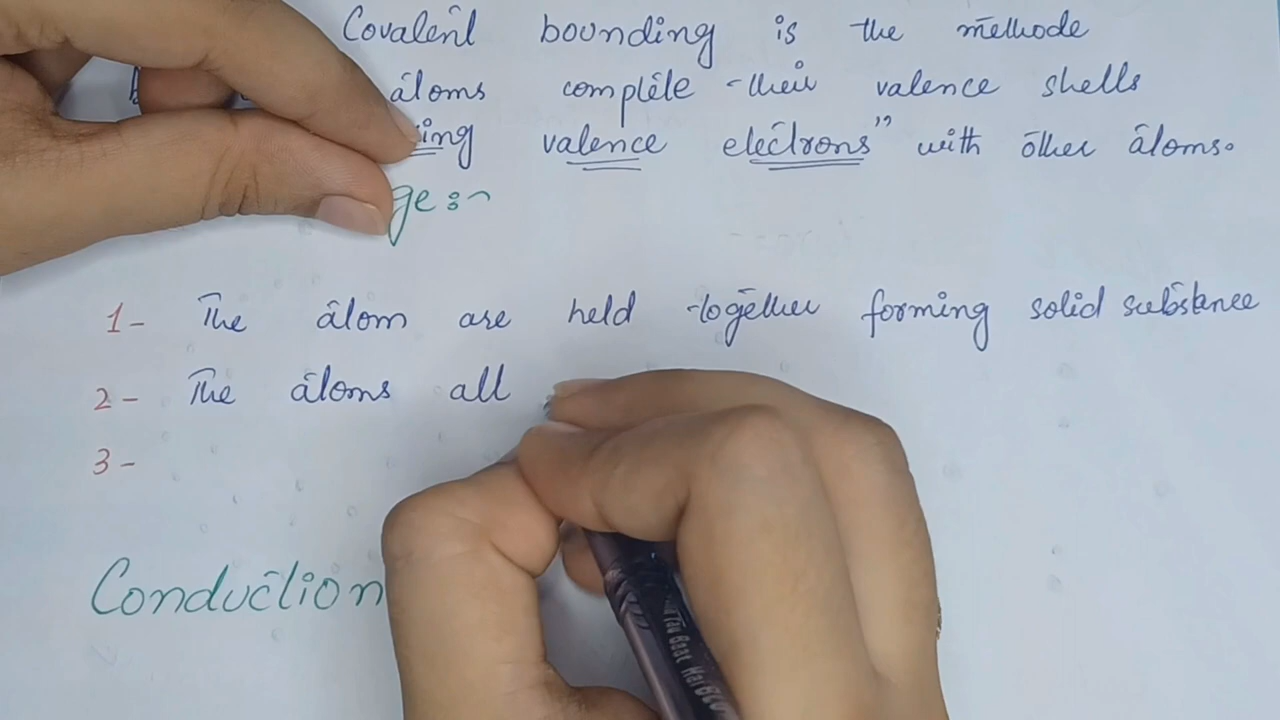 Covalent bounding is the methode
atoms complete their valence shells
valence electrons" with other atoms.
1- The atom are held together forming solid substence
2- The atoms all
3-
Conduction